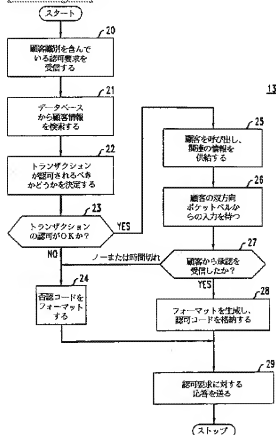 スタート
20
顧客識別を含んで
いる認可要求を
受信する
21
データベース
から顧客情報
を検索する
22
トランザクション
が認可されるべき
かどうかを決定する
23
トランザクション
の認可がOKか?
YES
NO
24
否認コードを
フォーマット
する
13
25
顧客を呼び出し、
関連の情報を
供給する
26
顧客の双方向
ポケットベルか
らの入力を待つ
27
顧客から承認を
受信したか?
ノーまたは時間切れ
YES
28
フォーマットを生成し、
認可コードを格納する
29
認可要求に対する
応答を送る
ストップ